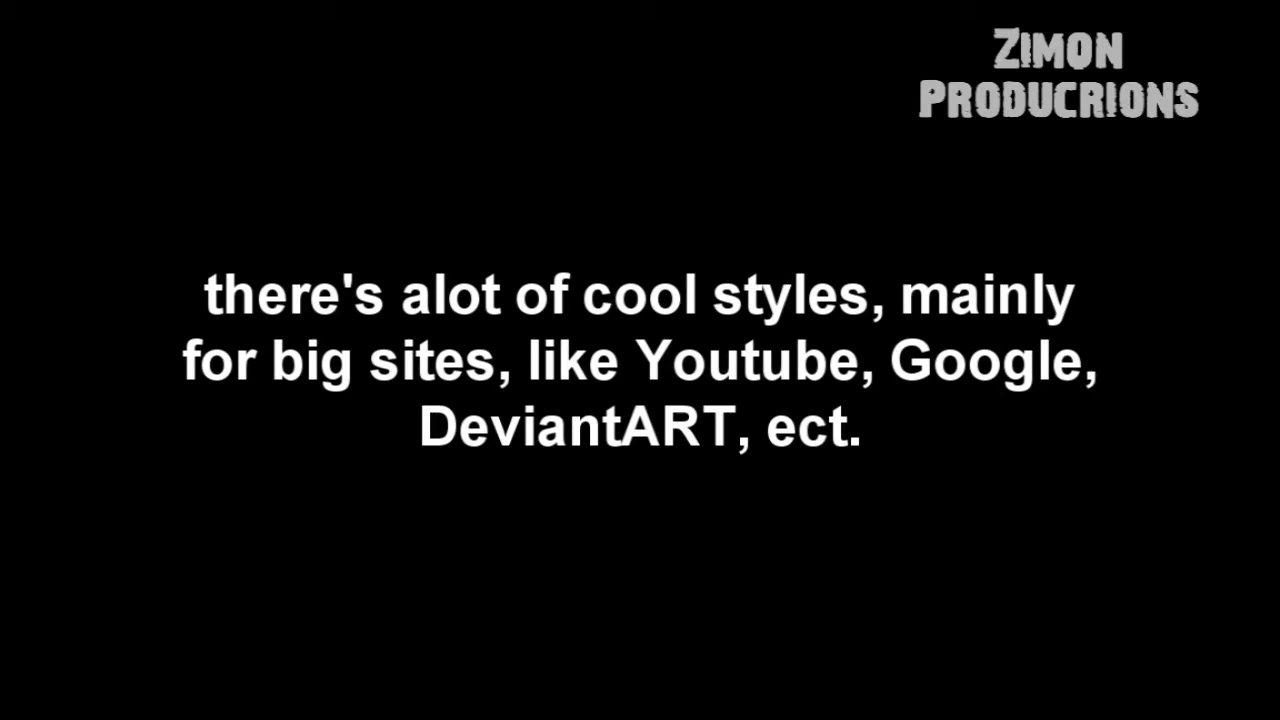 Zimon
Producrions
there's alot of cool styles, mainly
for big sites, like Youtube, Google,
DeviantART, ect.